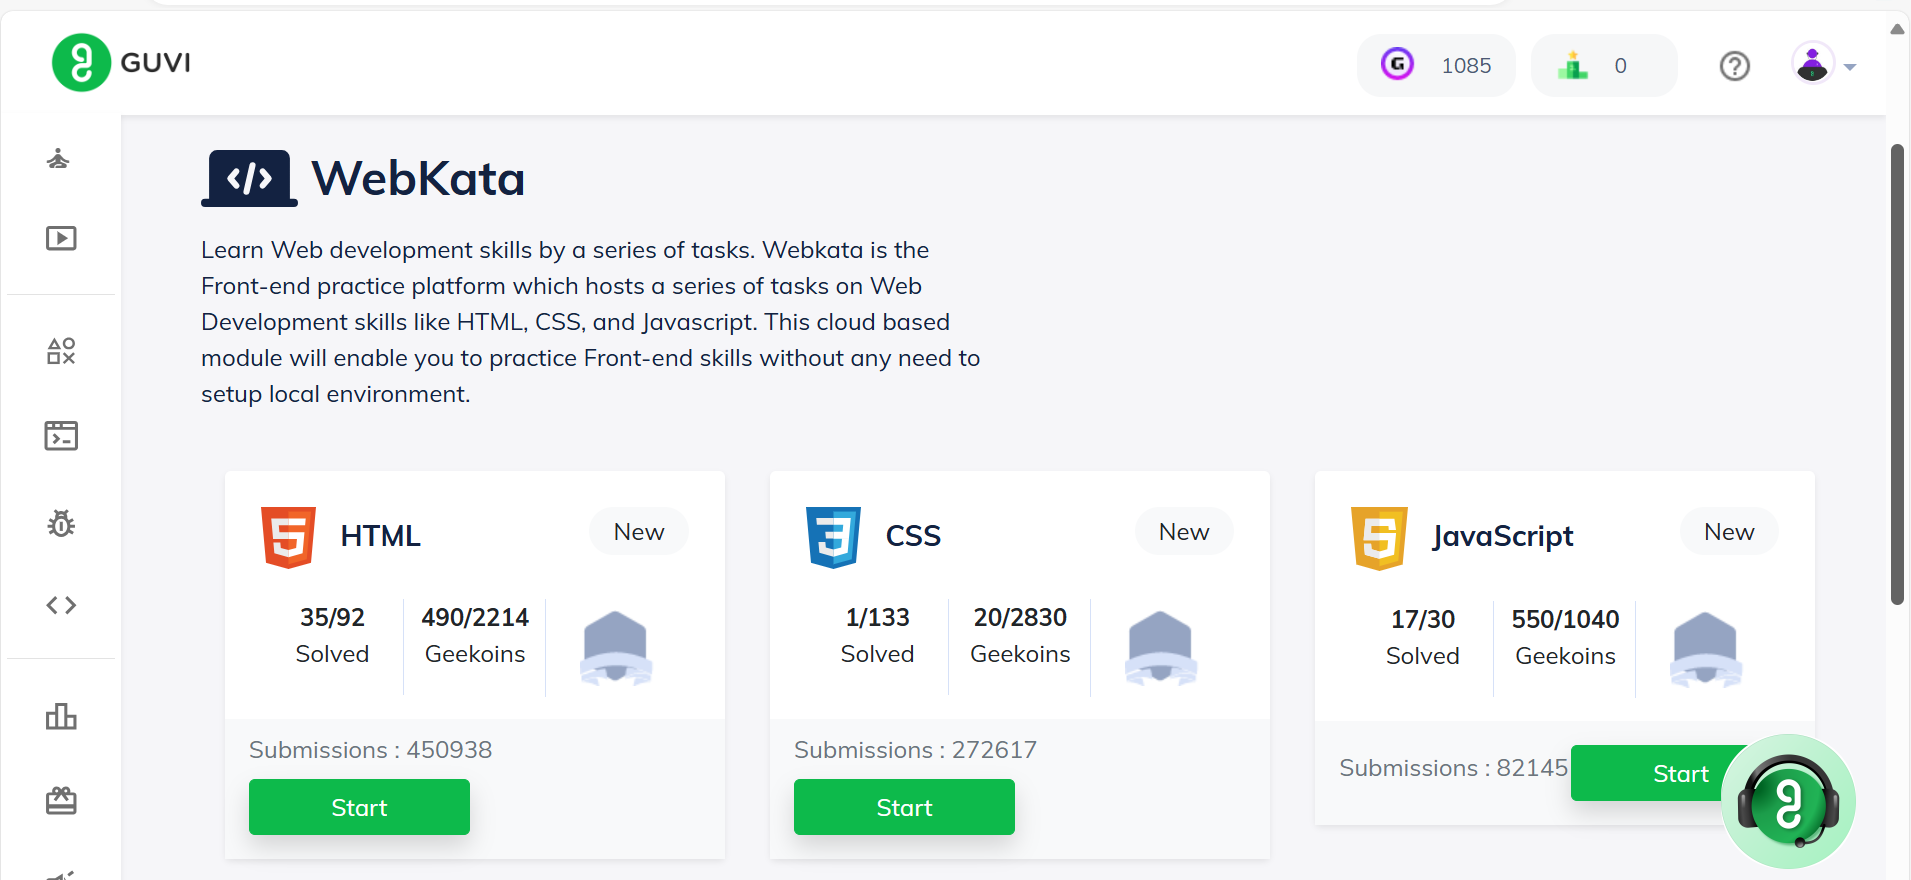 GUVI
1085
0
WebKata
Learn Web development skills by a series of tasks. Webkata is the
Front-end practice platform which hosts a series of tasks on Web
Development skills like HTML, CSS, and Javascript. This cloud based
module will enable you to practice Front-end skills without any need to
setup local environment.
HTML
New
35/92
Solved
490/2214
Geekoins
Submissions : 450938
Start
CSS
New
1/133
Solved
20/2830
Geekoins
Submissions : 272617
Start
JavaScript
New
17/30
Solved
550/1040
Geekoins
Submissions : 82145
Start